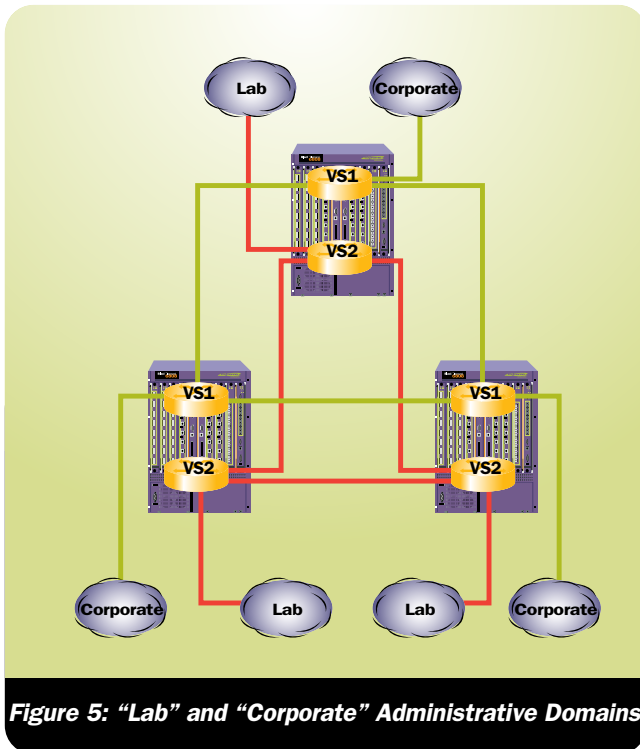 Lab
Corporate
VS1
VS2
VS1
VS1
VS2
VS2
Corporate
Lab
Lab
Corporate
Figure 5: “Lab” and “Corporate” Administrative Domains